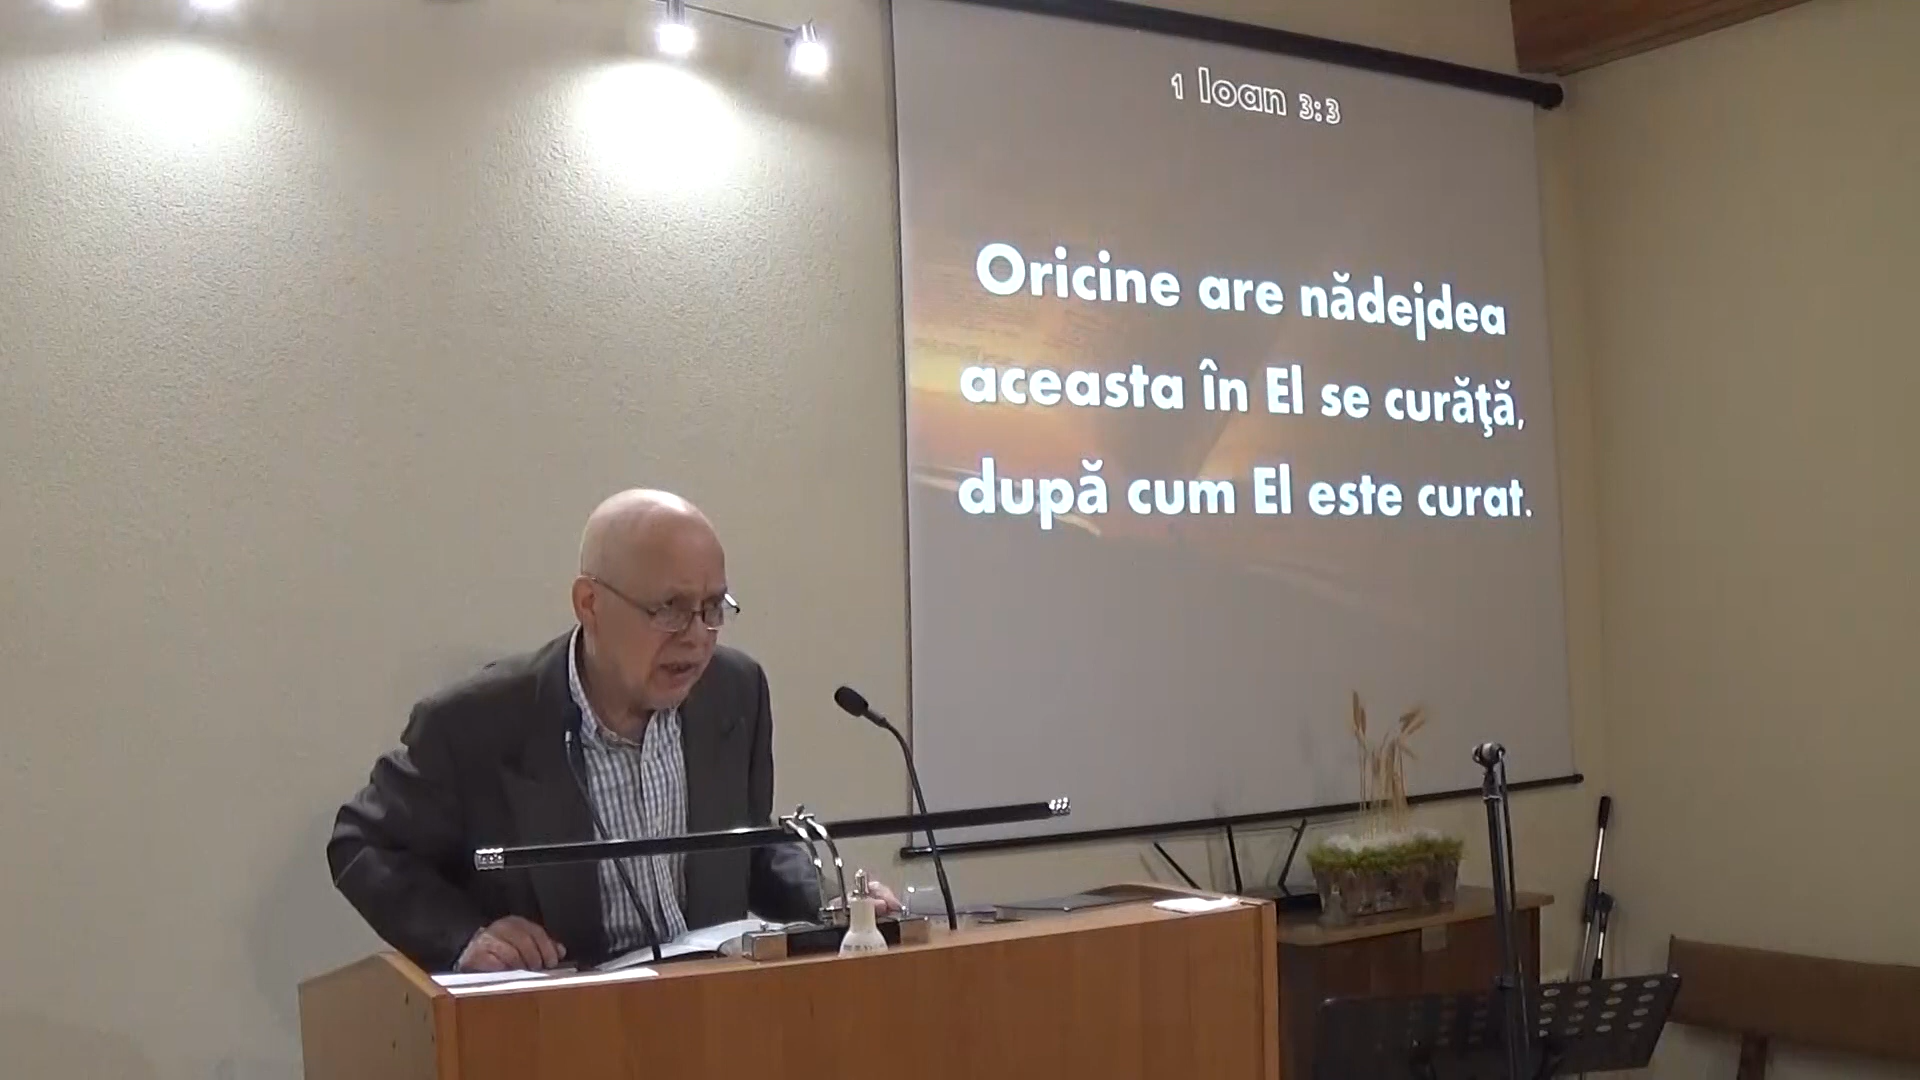 1 Ioan 3:3
Oricine are nădejdea
aceasta în El se curăţă,
după cum El este curat.